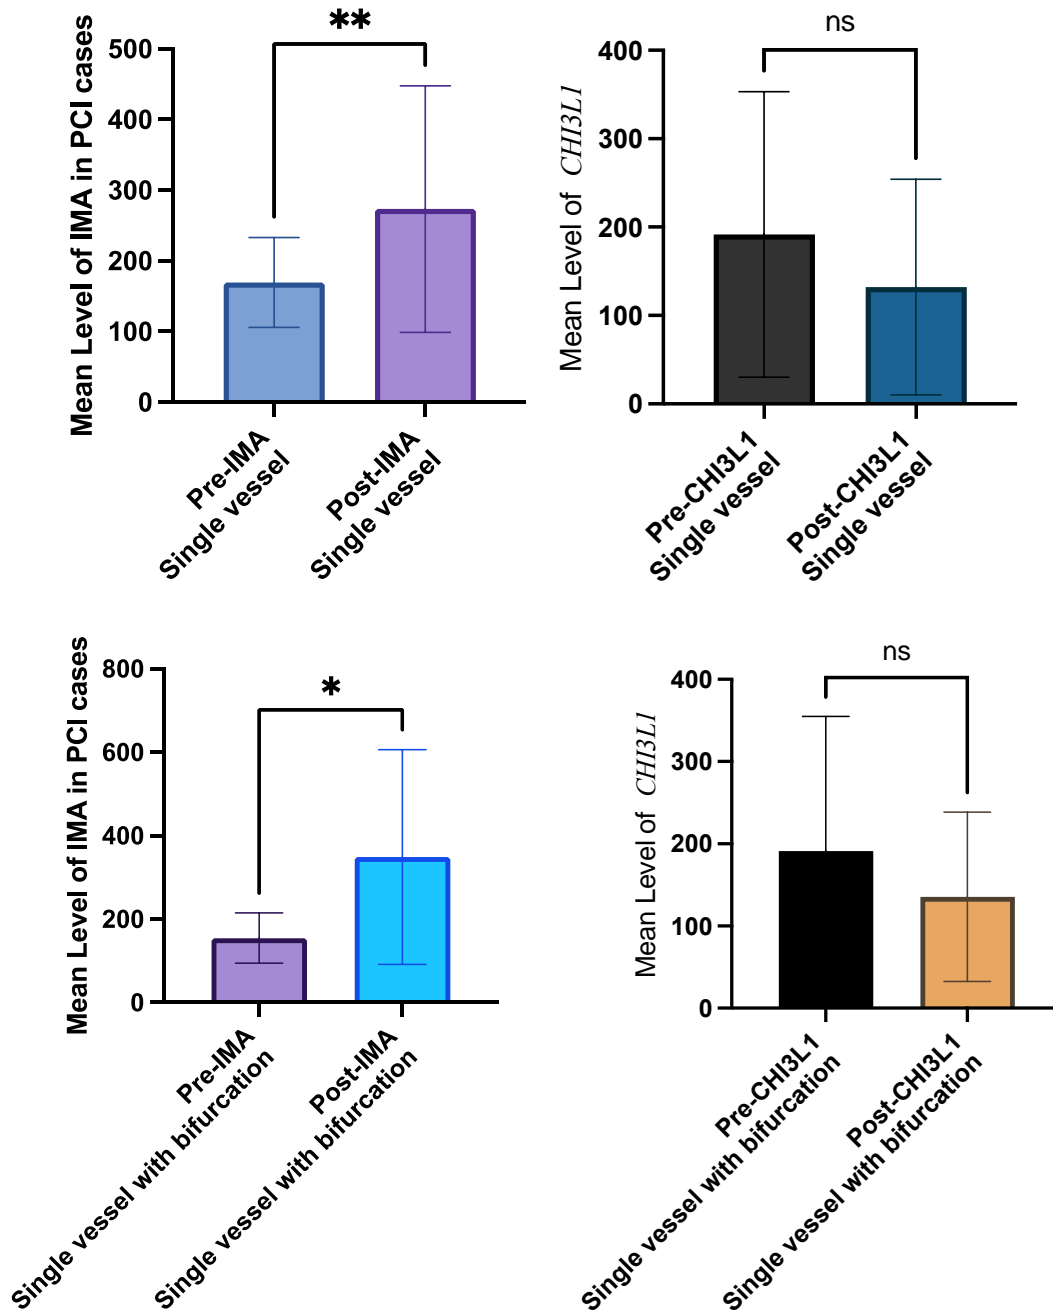 Mean Level of IMA in PCI cases
**
500
400
300
200
100
0
Pre-IMA
Single vessel
Post-IMA
Single vessel
Mean Level of CHI3L1
ns
400
300
200
100
0
Pre-CHI3L1
Single vessel
Post-CHI3L1
Single vessel
Mean Level of IMA in PCI cases
*
800
600
400
200
0
Pre-IMA
Single vessel with bifurcation
Post-IMA
Single vessel with bifurcation
Mean Level of CHI3L1
ns
400
300
200
100
0
Pre-CHI3L1
Single vessel with bifurcation
Post-CHI3L1
Single vessel with bifurcation